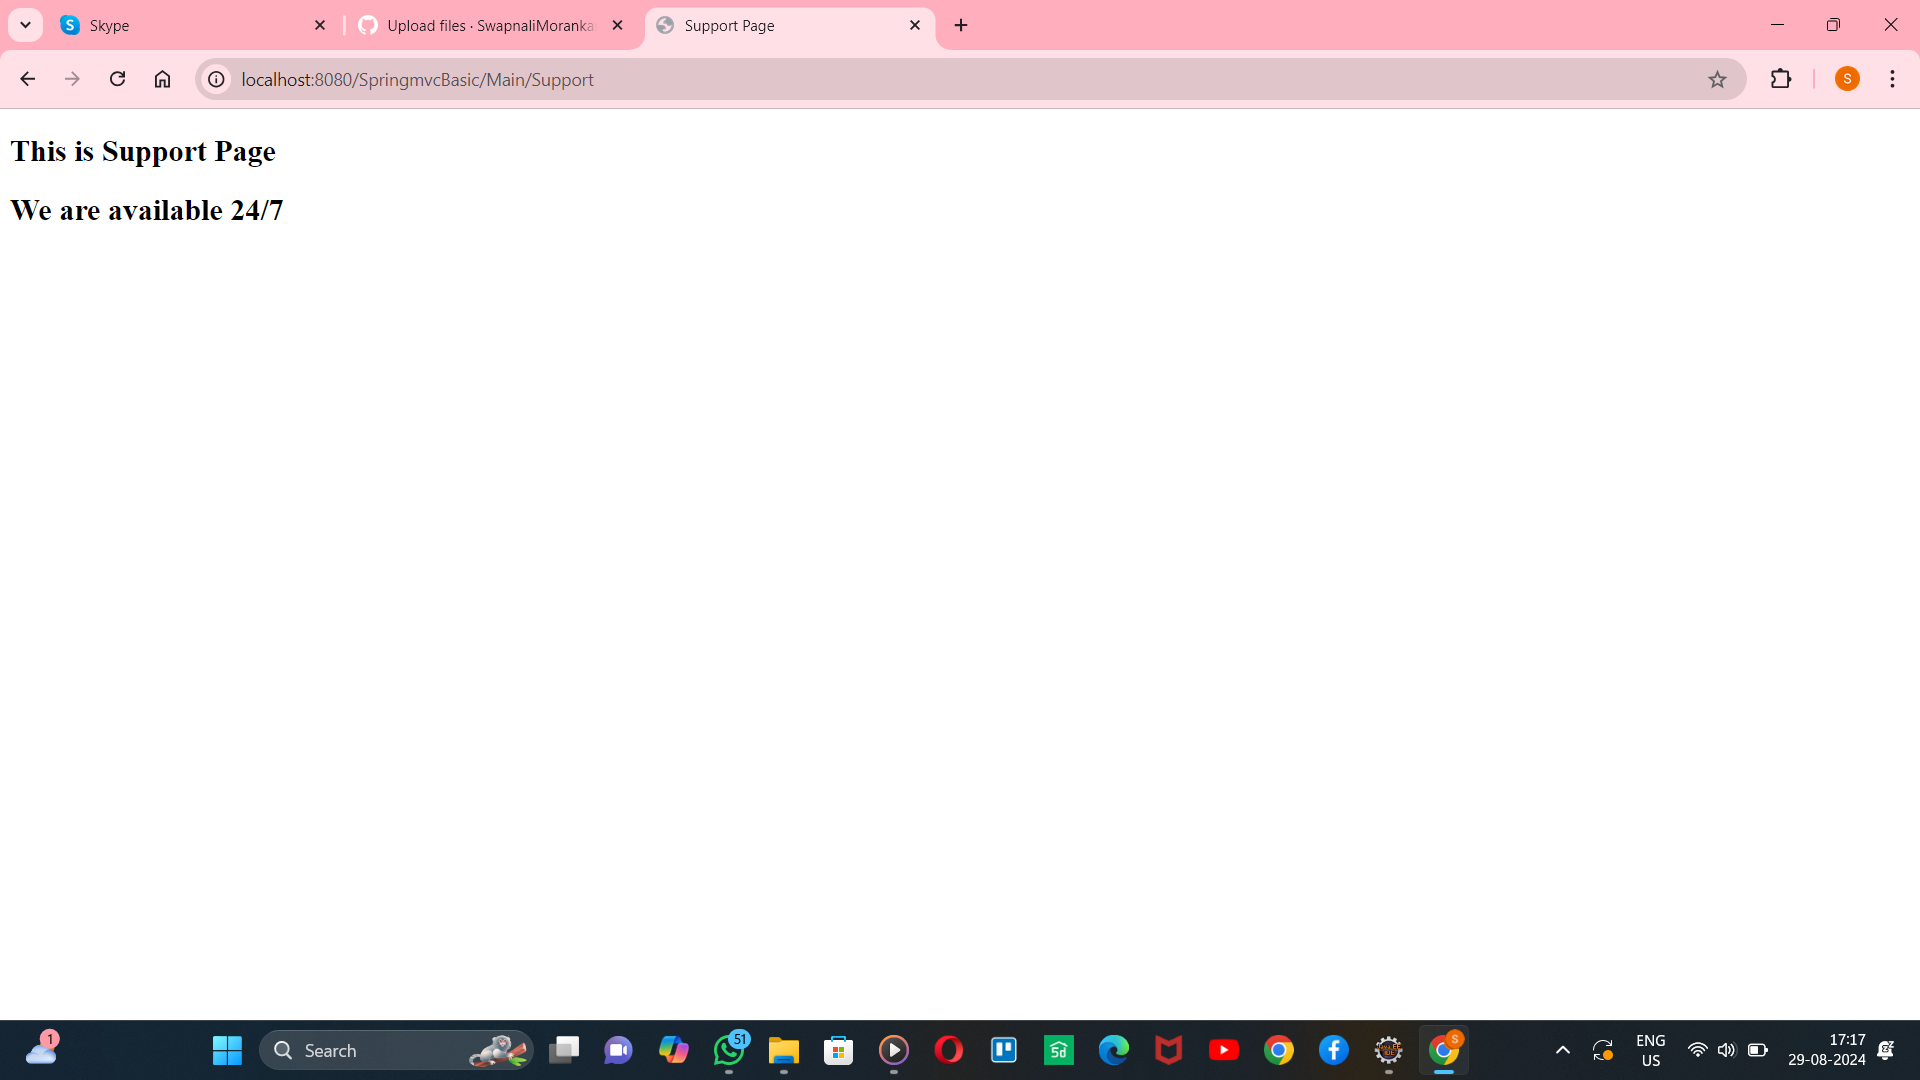 Skype
Upload files · SwapnaliMoranka
Support Page
localhost:8080/SpringmvcBasic/Main/Support
S
This is Support Page
We are available 24/7
1
Search
51
S
ENG
US
17:17
29-08-2024